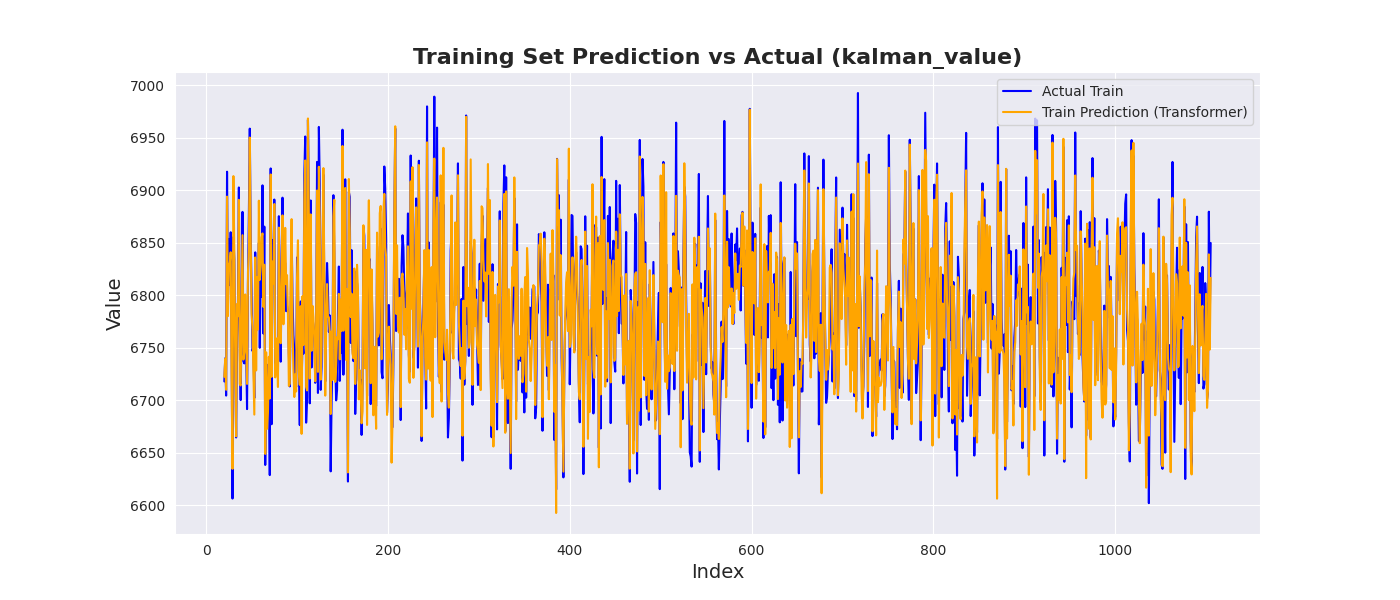 Training Set Prediction vs Actual (kalman_value)
Actual Train
Train Prediction (Transformer)
Value
7000
6950
6900
6850
6800
6750
6700
6650
6600
0 200 400 600 800 1000
Index